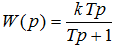 W(p) = kTp / (Tp + 1)